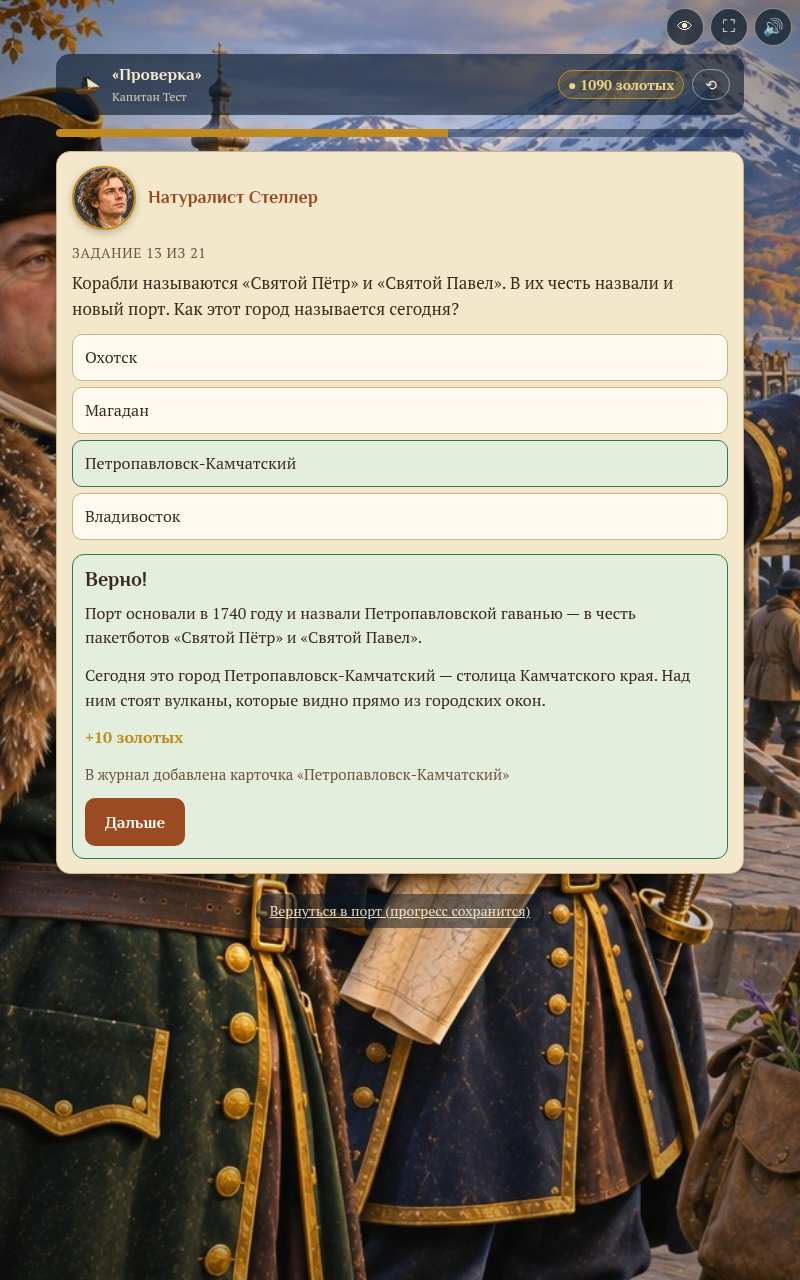 «Проверка»
Капитан Тест
● 1090 золотых
Натуралист Стеллер
ЗАДАНИЕ 13 ИЗ 21
Корабли называются «Святой Пётр» и «Святой Павел». В их честь назвали и
новый порт. Как этот город называется сегодня?
Охотск
Магадан
Петропавловск-Камчатский
Владивосток
Верно!
Порт основали в 1740 году и назвали Петропавловской гаванью — в честь
пакетботов «Святой Пётр» и «Святой Павел».
Сегодня это город Петропавловск-Камчатский — столица Камчатского края. Над
ним стоят вулканы, которые видно прямо из городских окон.
+10 золотых
В журнал добавлена карточка «Петропавловск-Камчатский»
Дальше
Вернуться в порт (прогресс сохранится)